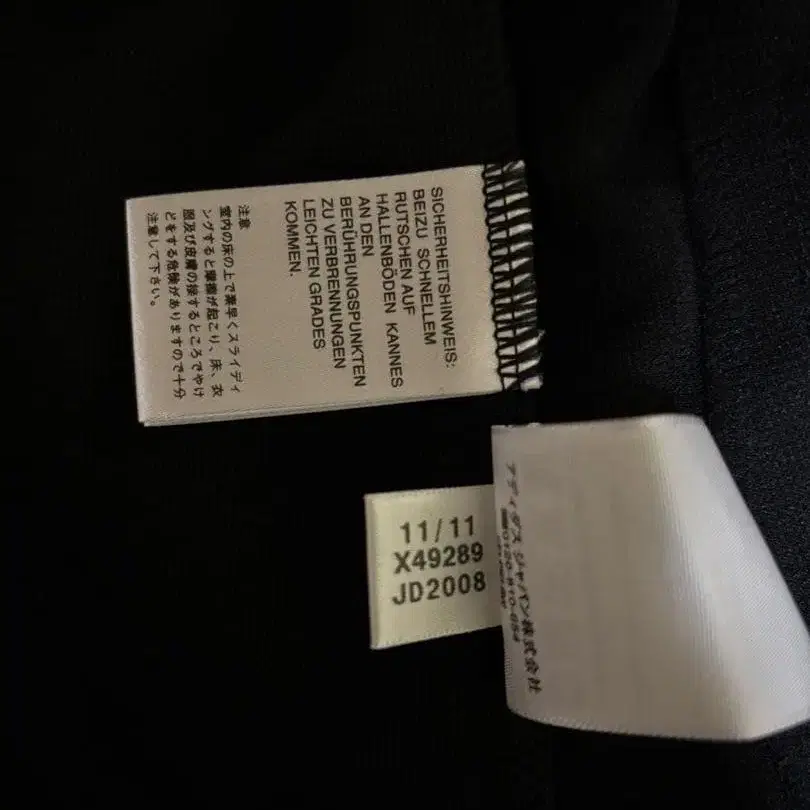 SICHERHEITSHINWEIS:
BEIZU SCHNELLEM
RUTSCHEN AUF
HALLENBÖDEN KANNES
AN DEN
BERÜHRUNGSPUNKTEN
ZU VERBRENNUNGEN
LEICHTEN GRADES
KOMMEN.
注意
室内の床の上で素早くスライディ
ングすると摩擦が起こり、床、衣
服及び皮膚の接するところでやけ
どをする危険がありますので十分
注意して下さい。
11/11
X49289
JD2008
アディダス ジャパン株式会社
0120-810-654